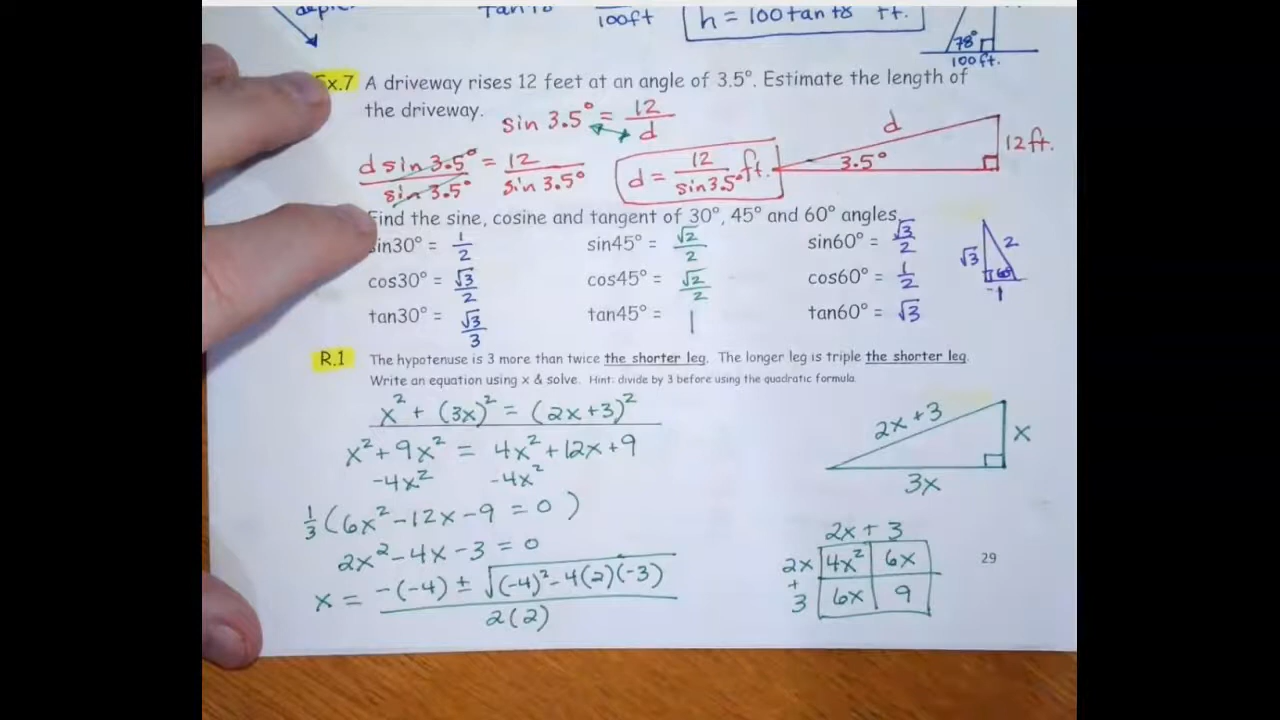 100ft
h = 100 tan 78 ft.
78°
100ft.
Ex.7 A driveway rises 12 feet at an angle of 3.5°. Estimate the length of
the driveway.
sin 3.5° = 12/d
d sin 3.5°/sin 3.5° = 12/sin 3.5°
d = 12/sin 3.5° ft.
d
3.5°
12 ft.
Find the sine, cosine and tangent of 30°, 45° and 60° angles.
sin30° = 1/2 sin45° = √2/2 sin60° = √3/2
cos30° = √3/2 cos45° = √2/2 cos60° = 1/2
tan30° = √3/3 tan45° = 1 tan60° = √3
√3 2
60°
1
R.1 The hypotenuse is 3 more than twice the shorter leg. The longer leg is triple the shorter leg.
Write an equation using x & solve. Hint: divide by 3 before using the quadratic formula.
x² + (3x)² = (2x+3)²
x² + 9x² = 4x² + 12x + 9
-4x² -4x²
1/3 (6x² - 12x - 9 = 0)
2x² - 4x - 3 = 0
x = -(-4) ± √(-4)² - 4(2)(-3)
2(2)
2x+3
x
3x
2x + 3
2x 4x² 6x
+
3 6x 9
29